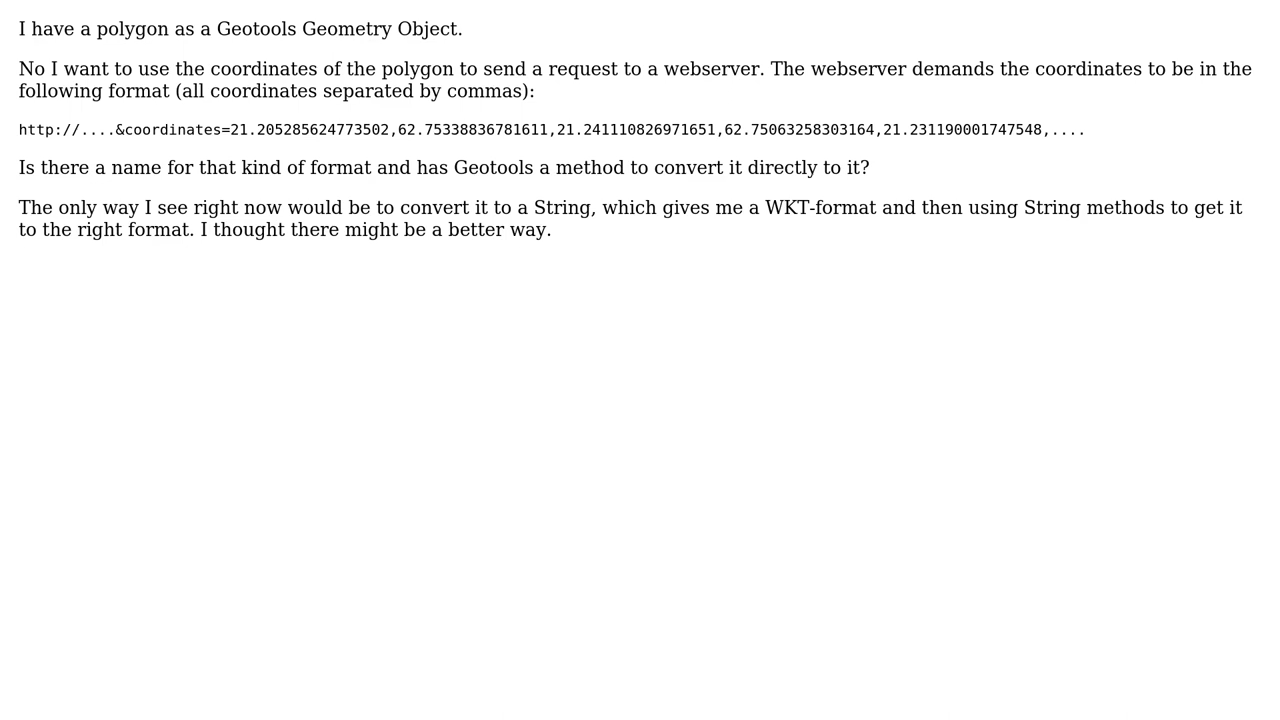 I have a polygon as a Geotools Geometry Object.
No I want to use the coordinates of the polygon to send a request to a webserver. The webserver demands the coordinates to be in the
following format (all coordinates separated by commas):
http://....&coordinates=21.205285624773502,62.75338836781611,21.241110826971651,62.75063258303164,21.231190001747548,....
Is there a name for that kind of format and has Geotools a method to convert it directly to it?
The only way I see right now would be to convert it to a String, which gives me a WKT-format and then using String methods to get it
to the right format. I thought there might be a better way.